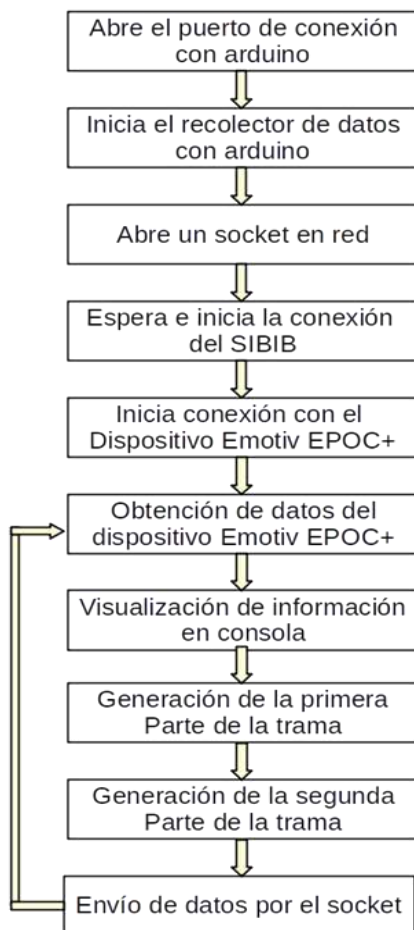 Abre el puerto de conexión
con arduino
Inicia el recolector de datos
con arduino
Abre un socket en red
Espera e inicia la conexión
del SIBIB
Inicia conexión con el
Dispositivo Emotiv EPOC+
Obtención de datos del
dispositivo Emotiv EPOC+
Visualización de información
en consola
Generación de la primera
Parte de la trama
Generación de la segunda
Parte de la trama
Envío de datos por el socket